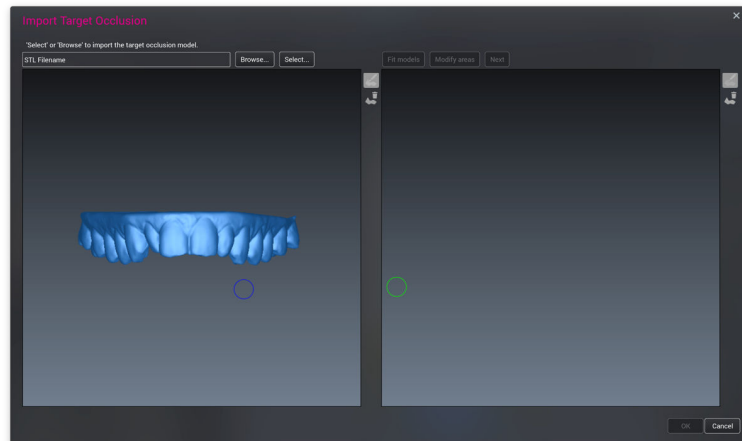 Import Target Occlusion
'Select' or 'Browse' to import the target occlusion model.
STL Filename Browse... Select... Fit models Modify areas Next
OK Cancel